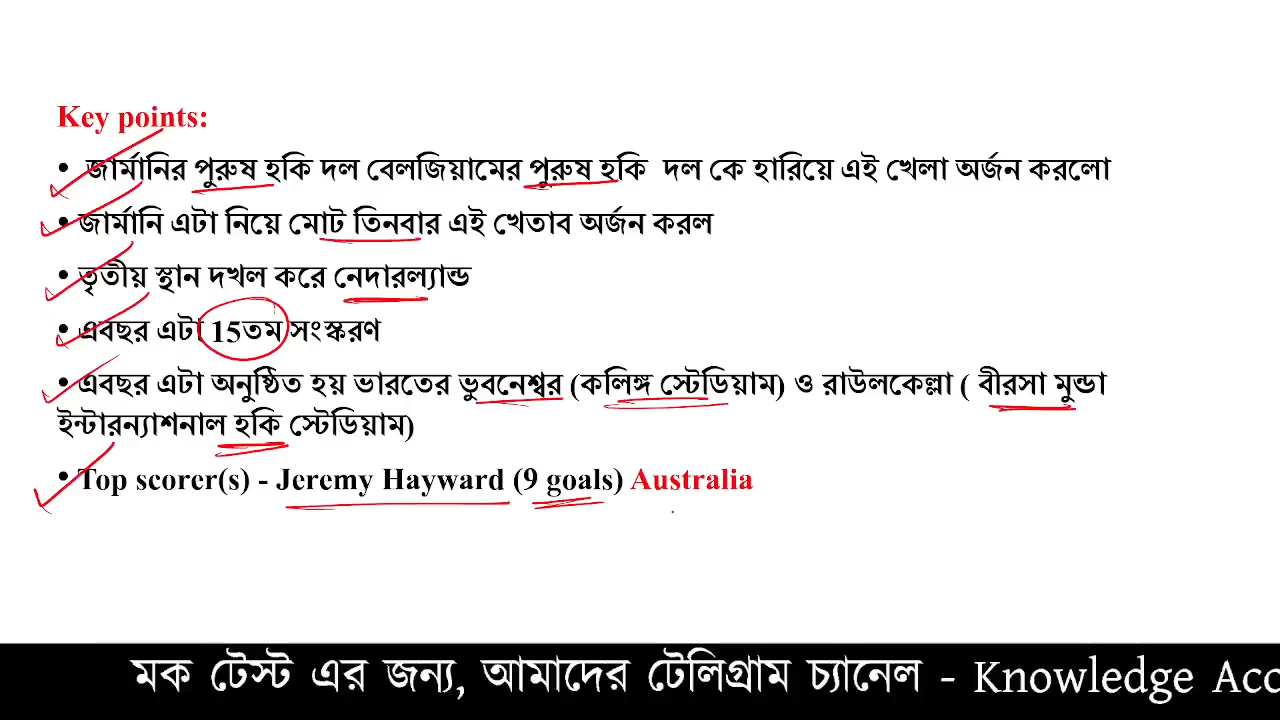 Key points:
• জার্মানির পুরুষ হকি দল বেলজিয়ামের পুরুষ হকি দল কে হারিয়ে এই খেলা অর্জন করলো
• জার্মানি এটা নিয়ে মোট তিনবার এই খেতাব অর্জন করল
• তৃতীয় স্থান দখল করে নেদারল্যান্ড
• এবছর এটা 15তম সংস্করণ
• এবছর এটা অনুষ্ঠিত হয় ভারতের ভুবনেশ্বর (কলিঙ্গ স্টেডিয়াম) ও রাউলকেল্লা ( বীরসা মুন্ডা
ইন্টারন্যাশনাল হকি স্টেডিয়াম)
• Top scorer(s) - Jeremy Hayward (9 goals) Australia
মক টেস্ট এর জন্য, আমাদের টেলিগ্রাম চ্যানেল - Knowledge Acc